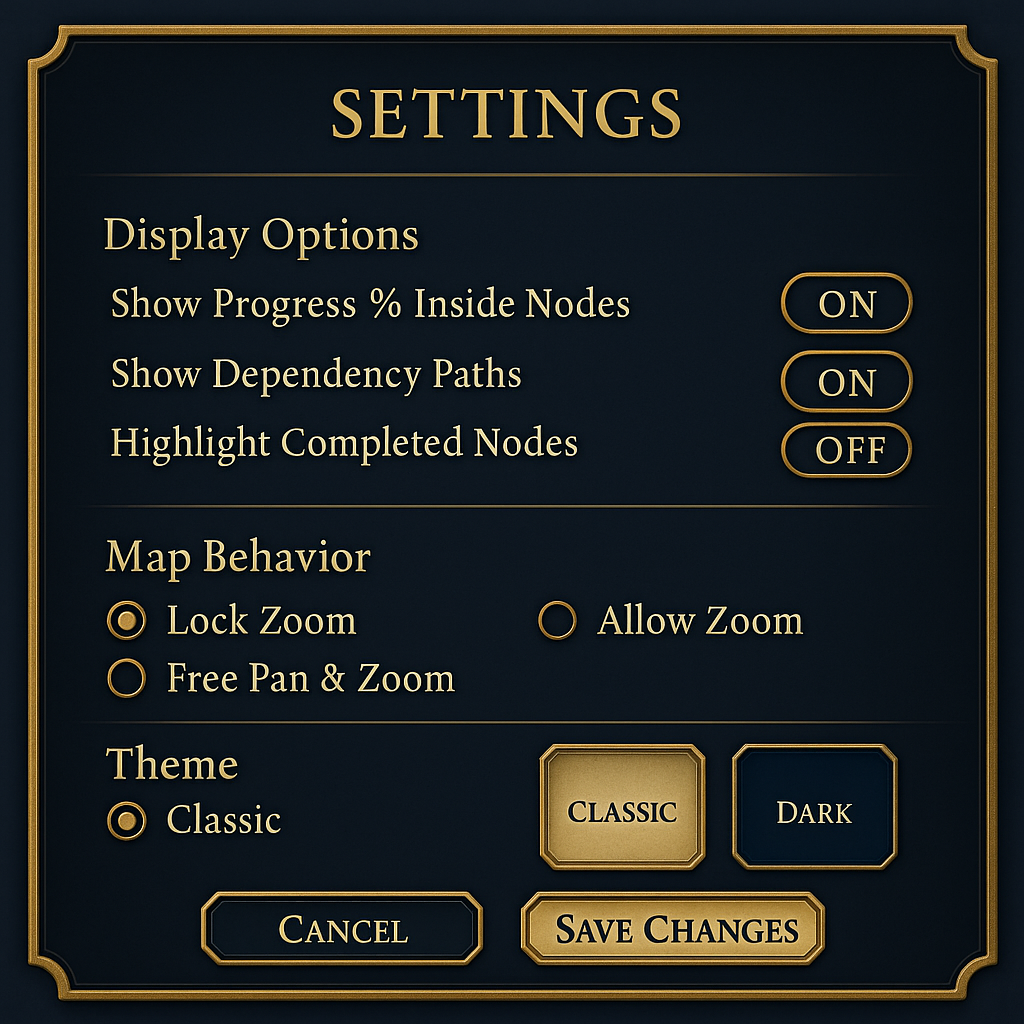 SETTINGS
Display Options
Show Progress % Inside Nodes ON
Show Dependency Paths ON
Highlight Completed Nodes OFF
Map Behavior
Lock Zoom Allow Zoom
Free Pan & Zoom
Theme
Classic CLASSIC DARK
CANCEL SAVE CHANGES